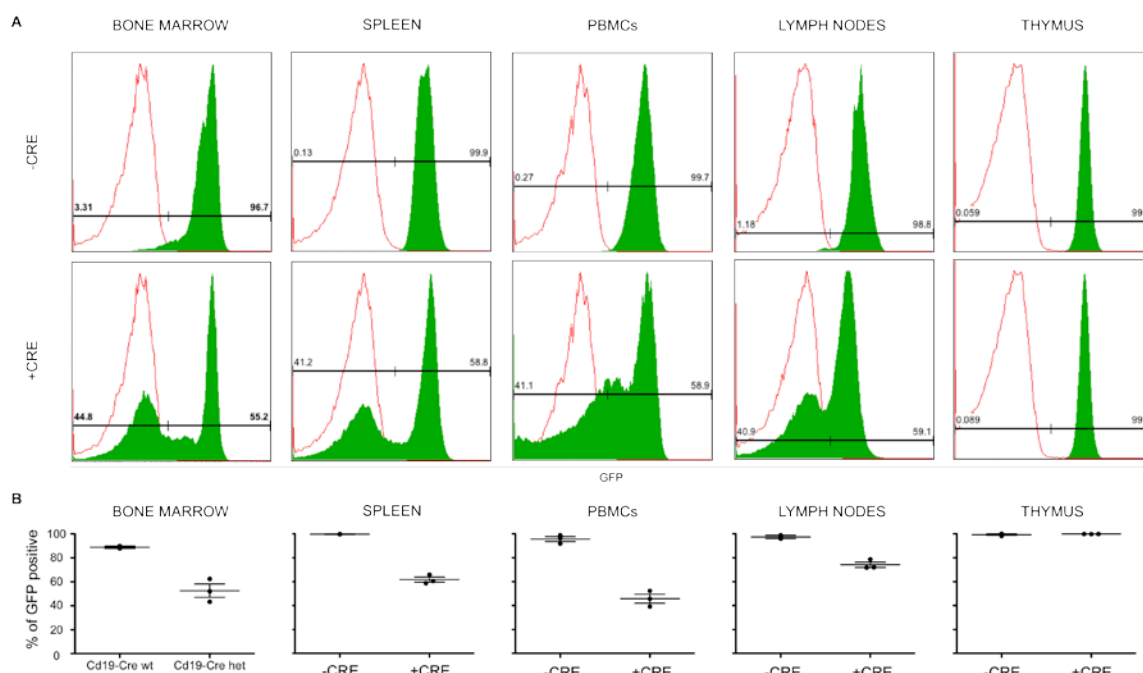 A
BONE MARROW SPLEEN PBMCs LYMPH NODES THYMUS
-CRE
3.31 96.7
0.13 99.9
0.27 99.7
1.18 98.8
0.059 99
+CRE
44.8 55.2
41.2 58.8
41.1 58.9
40.9 59.1
0.089 99
GFP
B
BONE MARROW SPLEEN PBMCs LYMPH NODES THYMUS
% of GFP positive
100
80
60
40
20
0
Cd19-Cre wt Cd19-Cre het
-CRE +CRE
-CRE +CRE
-CRE +CRE
-CRE +CRE